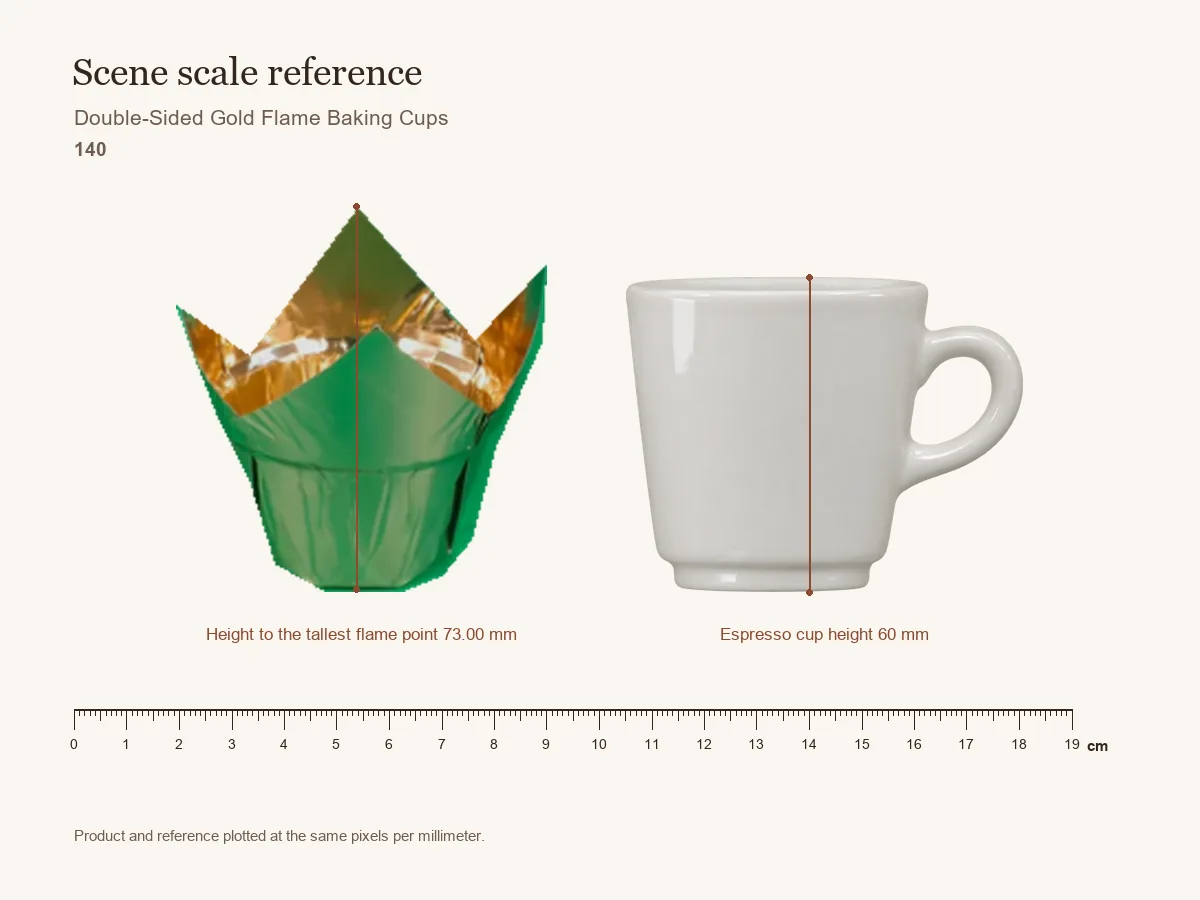 Scene scale reference
Double-Sided Gold Flame Baking Cups
140
Height to the tallest flame point 73.00 mm
Espresso cup height 60 mm
0 1 2 3 4 5 6 7 8 9 10 11 12 13 14 15 16 17 18 19 cm
Product and reference plotted at the same pixels per millimeter.